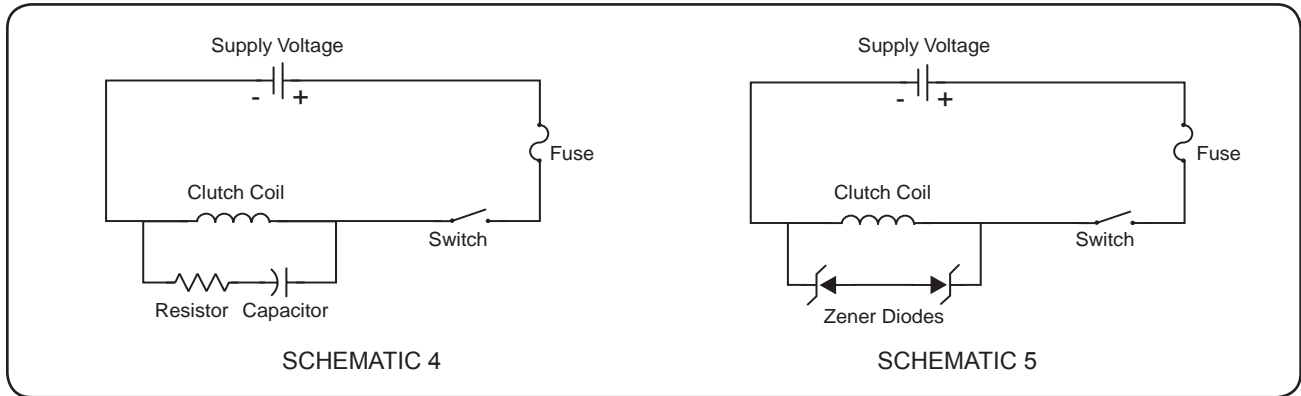 Supply Voltage
- +
Fuse
Clutch Coil
Switch
Resistor Capacitor
SCHEMATIC 4
Supply Voltage
- +
Fuse
Clutch Coil
Switch
Zener Diodes
SCHEMATIC 5